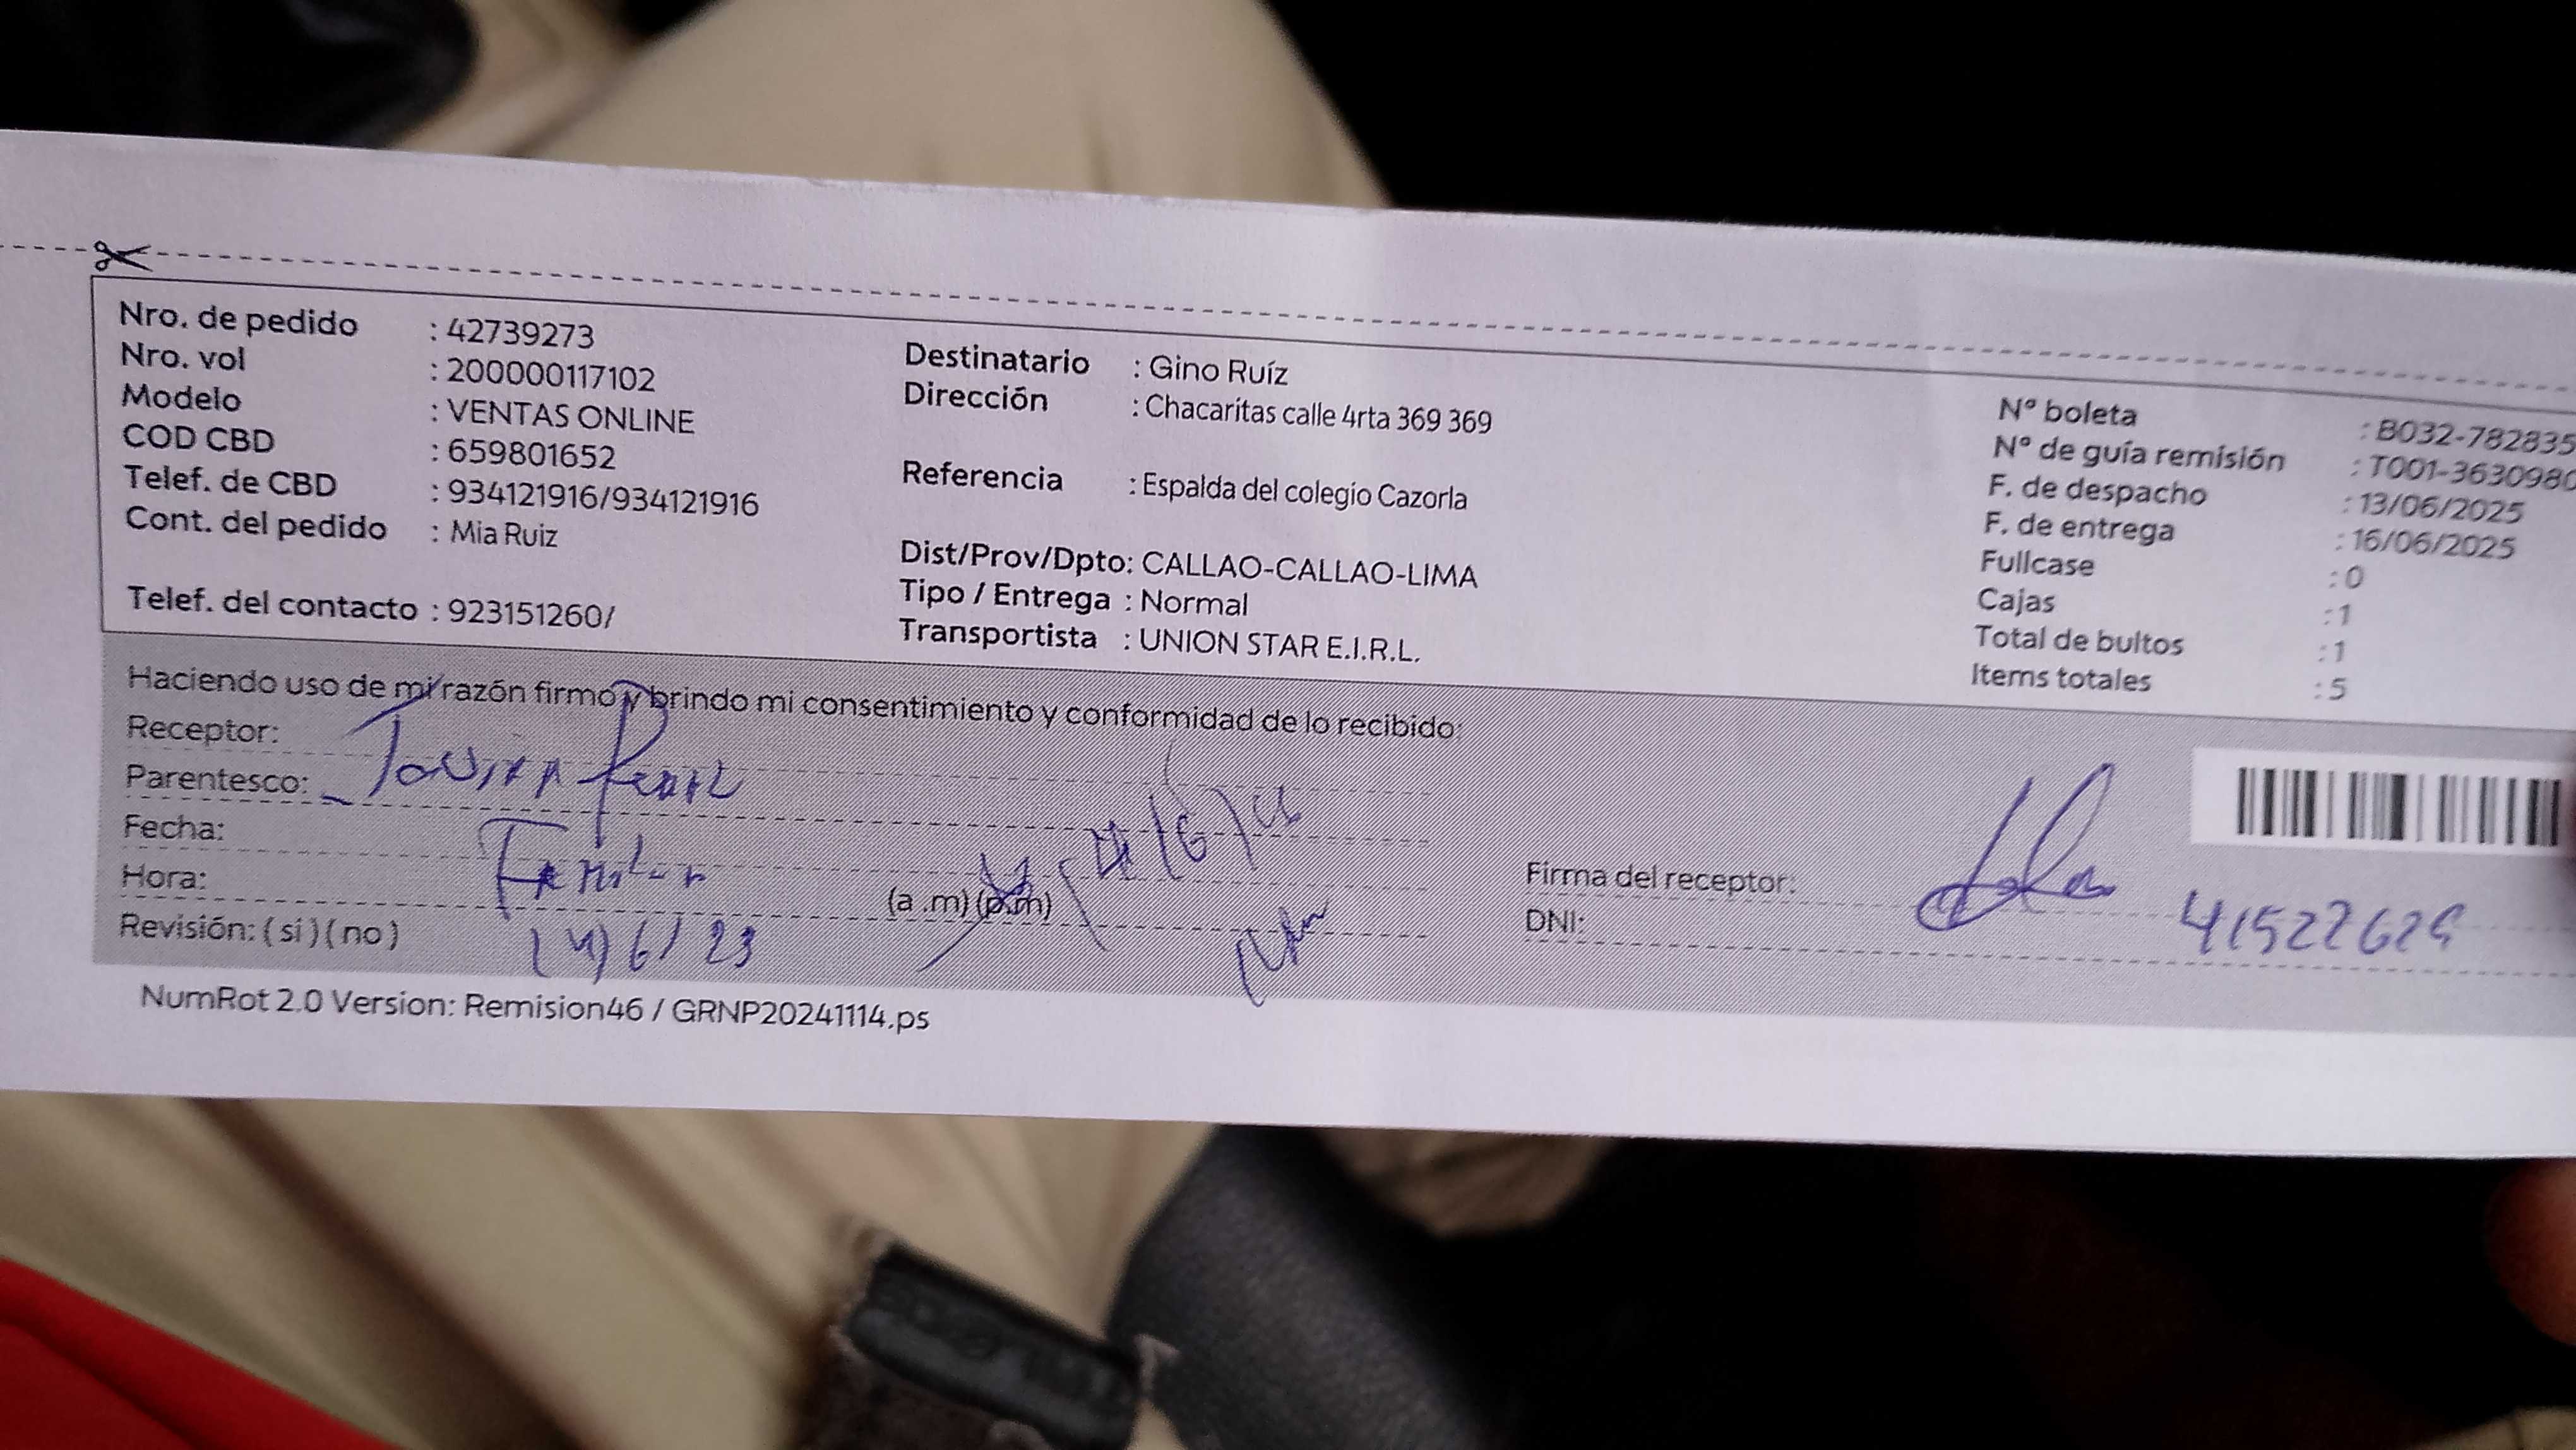 Nro. de pedido : 42739273
Nro. vol : 200000117102
Modelo : VENTAS ONLINE
COD CBD : 659801652
Telef. de CBD : 934121916/934121916
Cont. del pedido : Mia Ruiz
Telef. del contacto : 923151260/
Destinatario : Gino Ruíz
Dirección : Chacaritas calle 4rta 369 369
Referencia : Espalda del colegio Cazorla
Dist/Prov/Dpto: CALLAO-CALLAO-LIMA
Tipo / Entrega : Normal
Transportista : UNION STAR E.I.R.L.
N° boleta : B032-782835
N° de guía remisión : T001-3630980
F. de despacho : 13/06/2025
F. de entrega : 16/06/2025
Fullcase : 0
Cajas : 1
Total de bultos : 1
Items totales : 5
Haciendo uso de mi razón firmo y brindo mi consentimiento y conformidad de lo recibido:
Receptor:
Parentesco:
Fecha:
Hora: (a .m) (p.m)
Revisión: ( si ) ( no )
Firma del receptor:
DNI:
NumRot 2.0 Version: Remision46 / GRNP20241114.ps